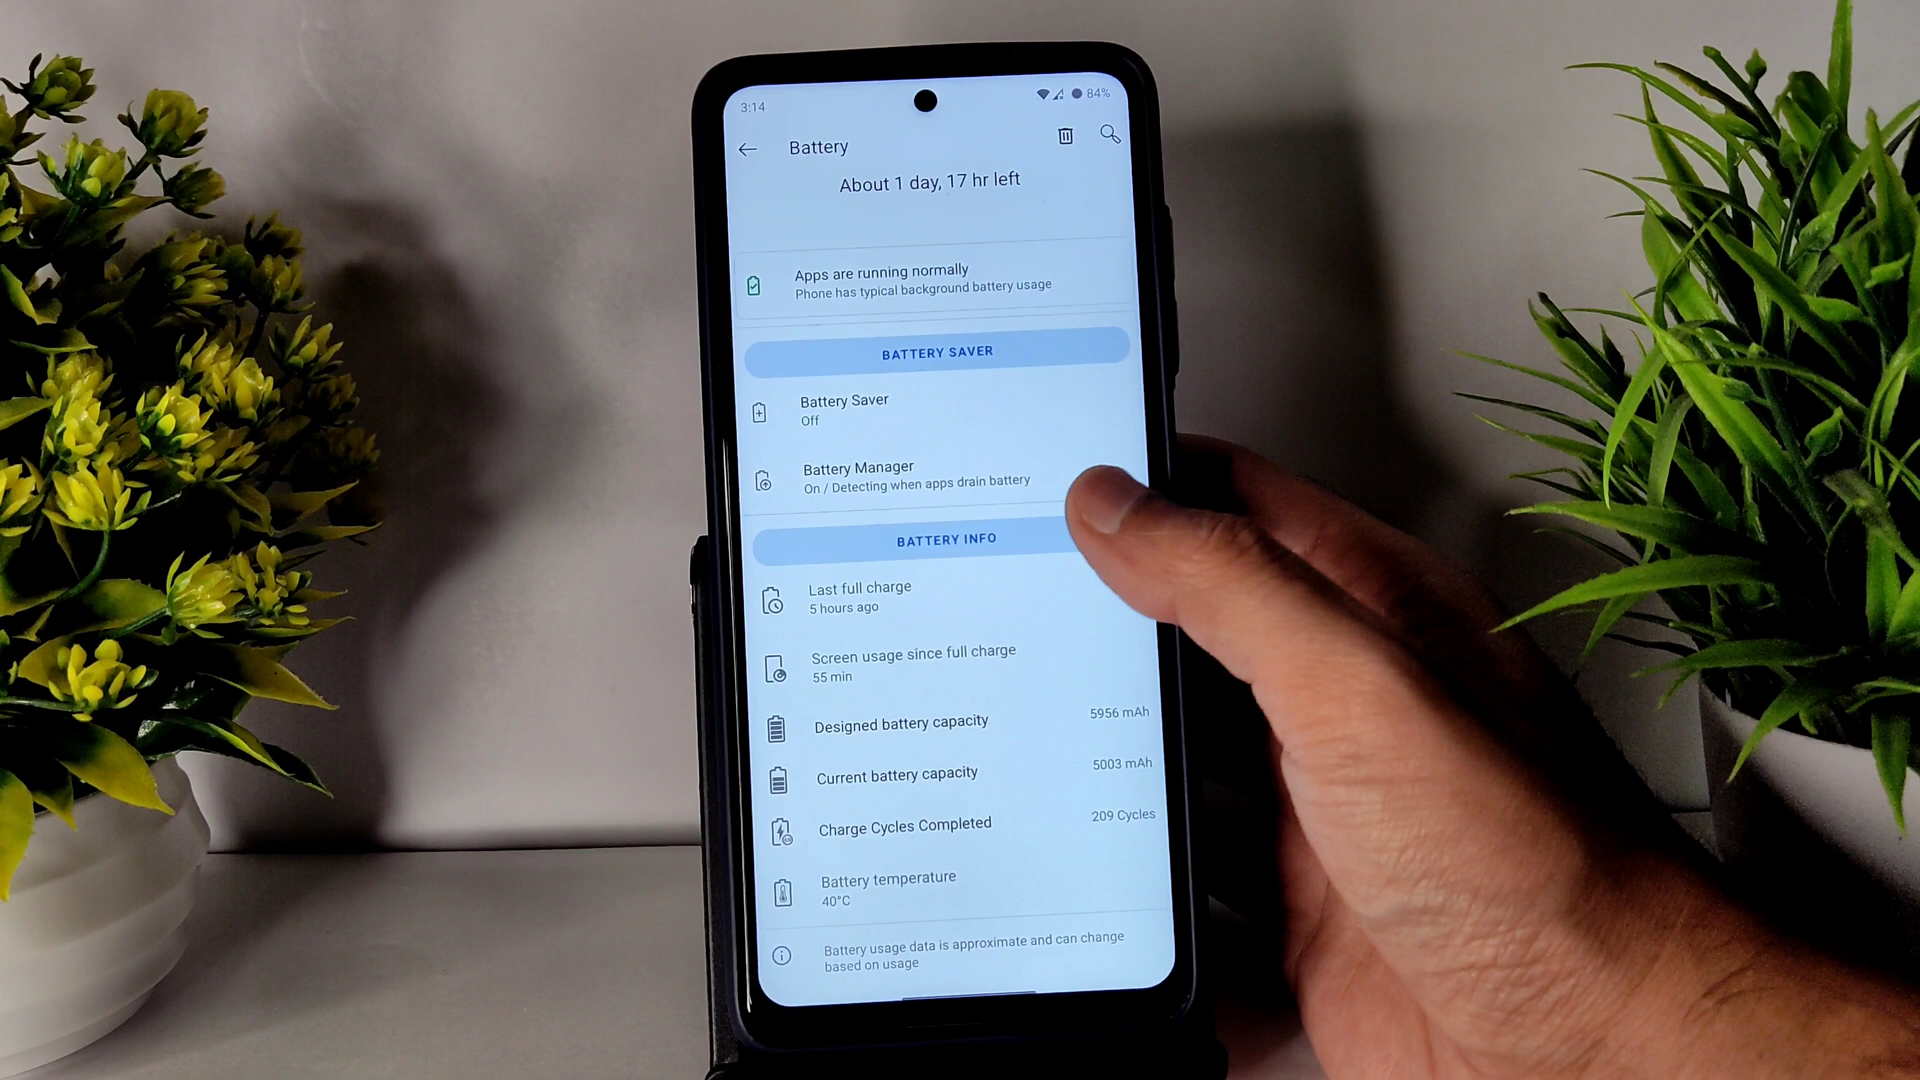 3:14
84%
Battery
About 1 day, 17 hr left
Apps are running normally
Phone has typical background battery usage
BATTERY SAVER
Battery Saver
Off
Battery Manager
On / Detecting when apps drain battery
BATTERY INFO
Last full charge
5 hours ago
Screen usage since full charge
55 min
Designed battery capacity 5956 mAh
Current battery capacity 5003 mAh
Charge Cycles Completed 209 Cycles
Battery temperature
40°C
Battery usage data is approximate and can change
based on usage